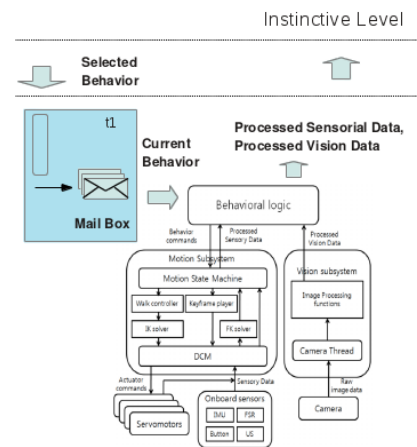 Instinctive Level
Selected
Behavior
t1
Mail Box
Current
Behavior
Processed Sensorial Data,
Processed Vision Data
Behavioral logic
Behavior
commands
Processed
Sensory Data
Processed
Vision Data
Motion Subsystem
Motion State Machine
Walk controller
Keyframe player
IK solver
FK solver
DCM
Vision subsystem
Image Processing
functions
Camera Thread
Actuator
commands
Sensory Data
Raw
image data
Servomotors
Onboard sensors
IMU
FSR
Button
US
Camera